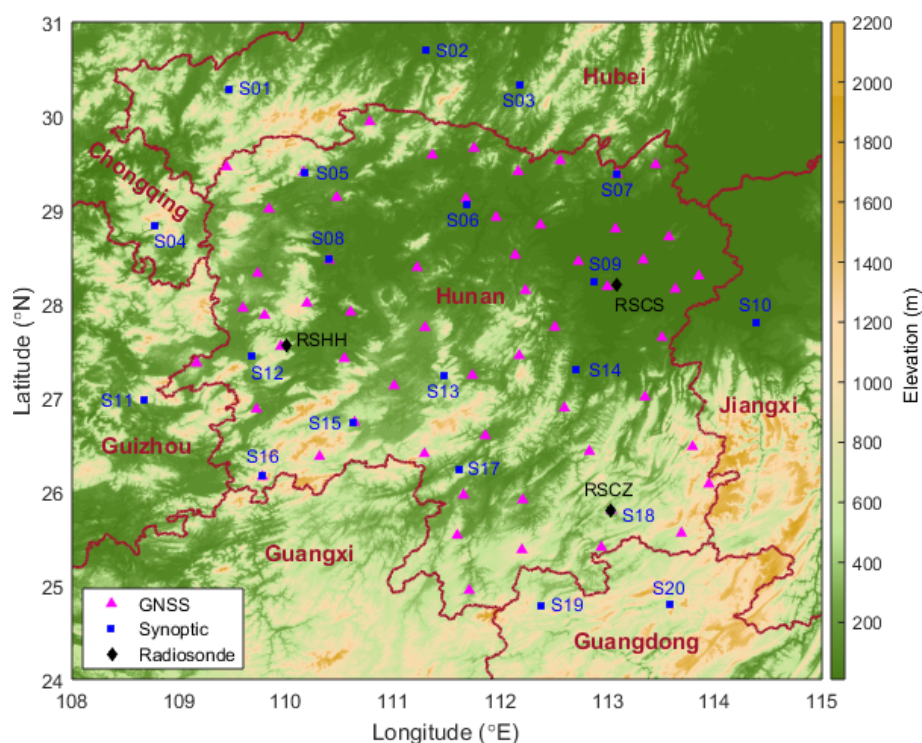 31
30
29
28
27
26
25
24
Latitude (°N)
108
109
110
111
112
113
114
115
Longitude (°E)
S01
S02
S03
Hubei
Chongqing
S04
S05
S06
S07
S08
Hunan
S09
RSCS
S10
RSHH
S12
S13
S14
S11
Jiangxi
S15
Guizhou
S16
S17
RSCZ
S18
Guangxi
S19
S20
Guangdong
GNSS
Synoptic
Radiosonde
2200
2000
1800
1600
1400
1200
1000
800
600
400
200
Elevation (m)